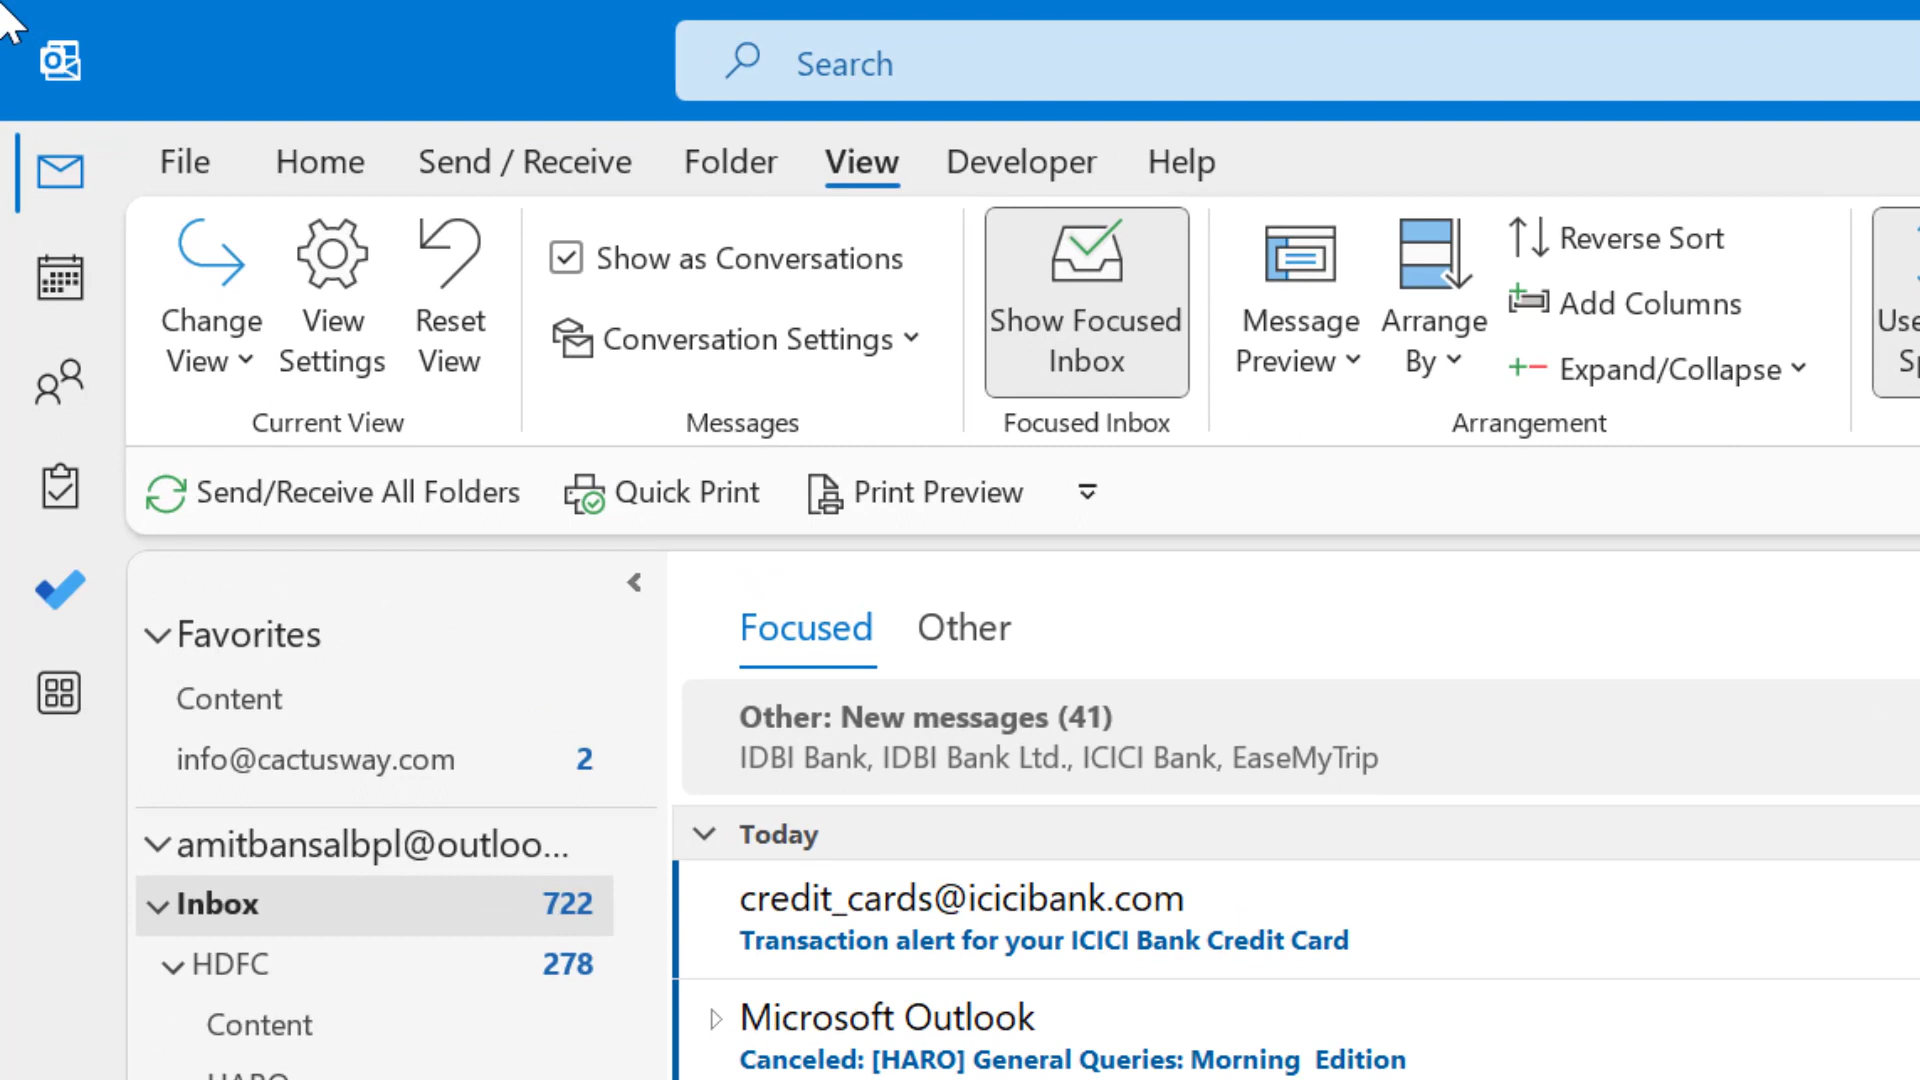 Search
File Home Send / Receive Folder View Developer Help
Change View
View Settings
Reset View
Current View
Show as Conversations
Conversation Settings
Messages
Show Focused Inbox
Focused Inbox
Message Preview
Arrange By
Reverse Sort
Add Columns
Expand/Collapse
Arrangement
Send/Receive All Folders Quick Print Print Preview
Favorites
Content
info@cactusway.com 2
amitbansalbpl@outloo...
Inbox 722
HDFC 278
Content
HARO
Focused Other
Other: New messages (41)
IDBI Bank, IDBI Bank Ltd., ICICI Bank, EaseMyTrip
Today
credit_cards@icicibank.com
Transaction alert for your ICICI Bank Credit Card
Microsoft Outlook
Canceled: [HARO] General Queries: Morning Edition